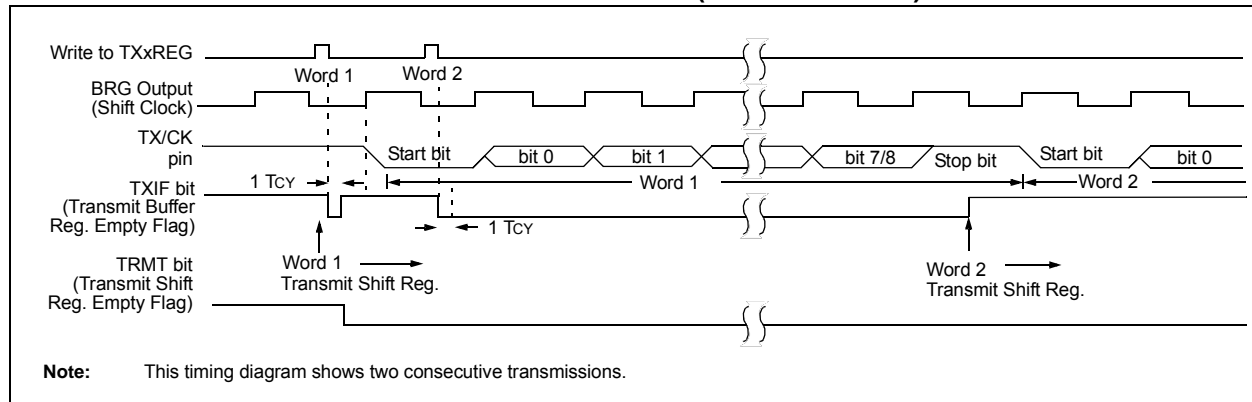 Write to TXxREG
Word 1
Word 2
BRG Output
(Shift Clock)
TX/CK
pin
Start bit
bit 0
bit 1
bit 7/8
Stop bit
Start bit
bit 0
1 TCY
Word 1
Word 2
TXIF bit
(Transmit Buffer
Reg. Empty Flag)
1 TCY
Word 1
Transmit Shift Reg.
Word 2
Transmit Shift Reg.
TRMT bit
(Transmit Shift
Reg. Empty Flag)
Note: This timing diagram shows two consecutive transmissions.